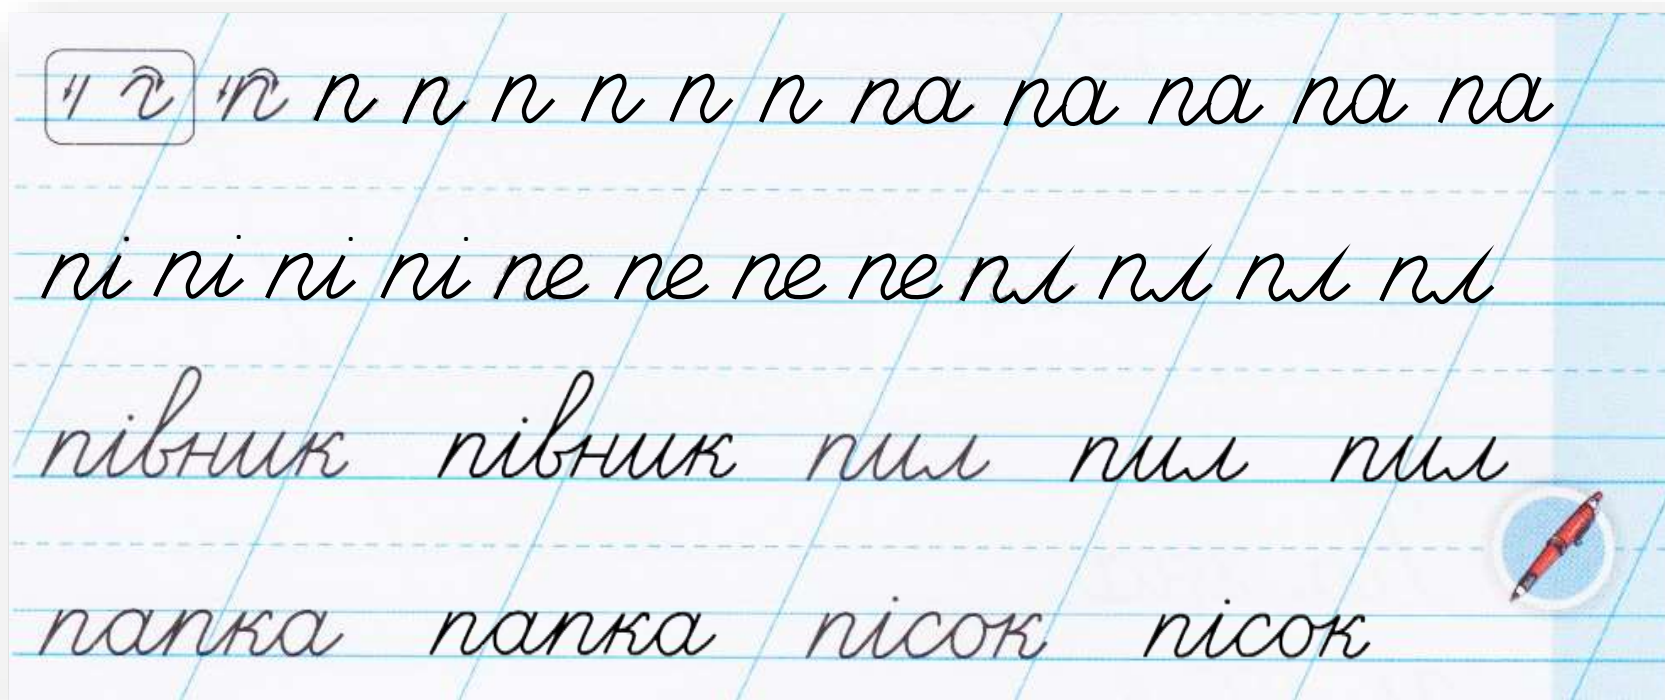 п п п п п п п па па па па па
пі пі пі пі пе пе пе пе пл пл пл пл
півник півник пил пил пил
папка папка пісок пісок